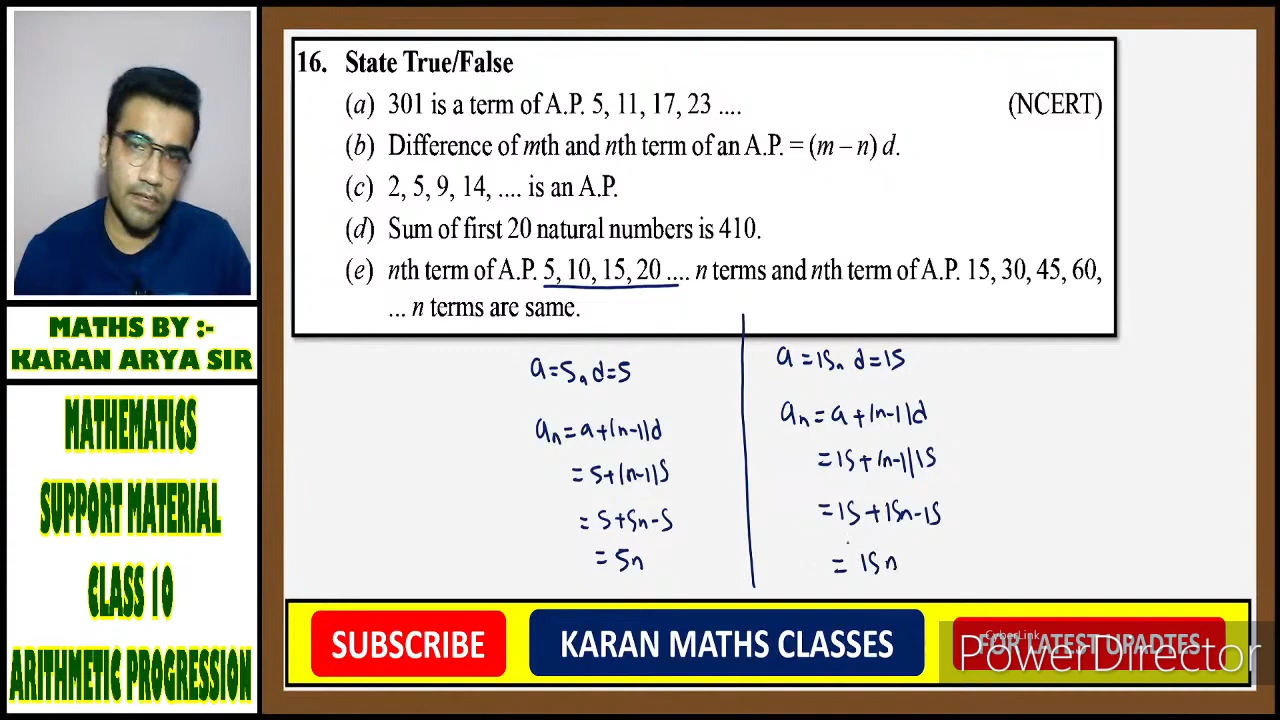 16. State True/False
(a) 301 is a term of A.P. 5, 11, 17, 23 .... (NCERT)
(b) Difference of mth and nth term of an A.P. = (m – n) d.
(c) 2, 5, 9, 14, .... is an A.P.
(d) Sum of first 20 natural numbers is 410.
(e) nth term of A.P. 5, 10, 15, 20 .... n terms and nth term of A.P. 15, 30, 45, 60,
... n terms are same.
a=5, d=5
an=a+(n-1)d
=5+(n-1)5
=5+5n-5
=5n
a=15, d=15
an=a+(n-1)d
=15+(n-1)15
=15+15n-15
=15n
MATHS BY :-
KARAN ARYA SIR
MATHEMATICS
SUPPORT MATERIAL
CLASS 10
ARITHMETIC PROGRESSION
SUBSCRIBE
KARAN MATHS CLASSES
FOR LATEST UPADTES
CyberLink
PowerDirector